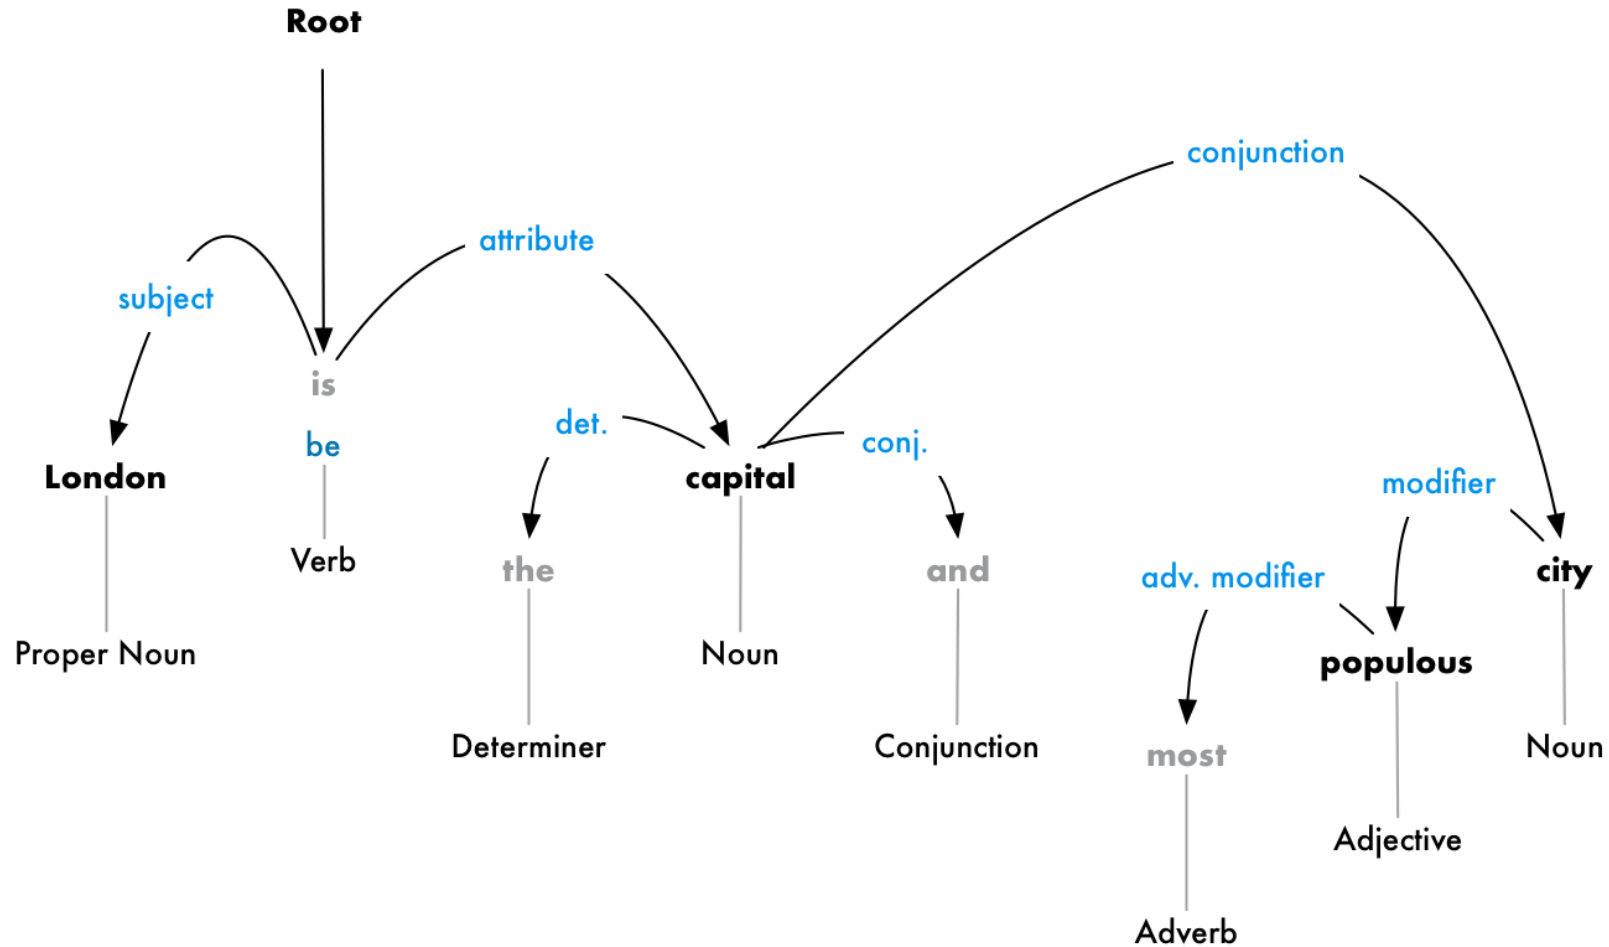 Root
conjunction
attribute
subject
is
det.
conj.
be
London
capital
modifier
Verb
the
and
adv. modifier
city
Proper Noun
Noun
populous
Determiner
Conjunction
most
Noun
Adjective
Adverb